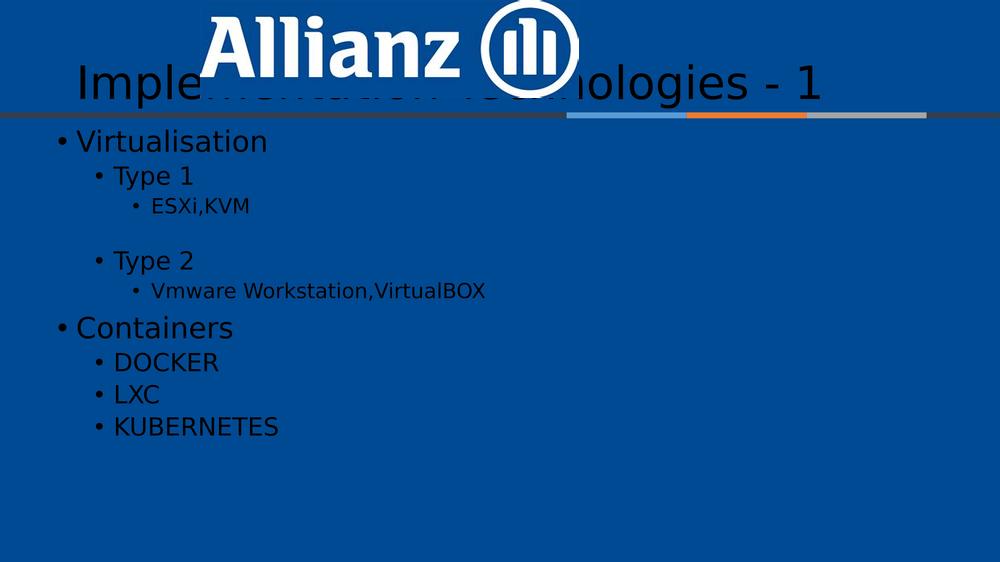 Allianz
Imple nologies - 1
• Virtualisation
• Type 1
• ESXi,KVM
• Type 2
• Vmware Workstation,VirtualBOX
• Containers
• DOCKER
• LXC
• KUBERNETES